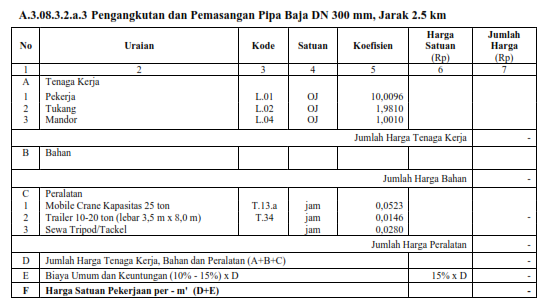 A.3.08.3.2.a.3 Pengangkutan dan Pemasangan Pipa Baja DN 300 mm, Jarak 2.5 km
No Uraian Kode Satuan Koefisien Harga Satuan (Rp) Jumlah Harga (Rp)
1 2 3 4 5 6 7
A Tenaga Kerja
1 Pekerja L.01 OJ 10,0096
2 Tukang L.02 OJ 1,9810
3 Mandor L.04 OJ 1,0010
Jumlah Harga Tenaga Kerja -
B Bahan
Jumlah Harga Bahan -
C Peralatan
1 Mobile Crane Kapasitas 25 ton T.13.a jam 0,0523
2 Trailer 10-20 ton (lebar 3,5 m x 8,0 m) T.34 jam 0,0146 -
3 Sewa Tripod/Tackel jam 0,0280
Jumlah Harga Peralatan -
D Jumlah Harga Tenaga Kerja, Bahan dan Peralatan (A+B+C) -
E Biaya Umum dan Keuntungan (10% - 15%) x D 15% x D -
F Harga Satuan Pekerjaan per - m' (D+E) -